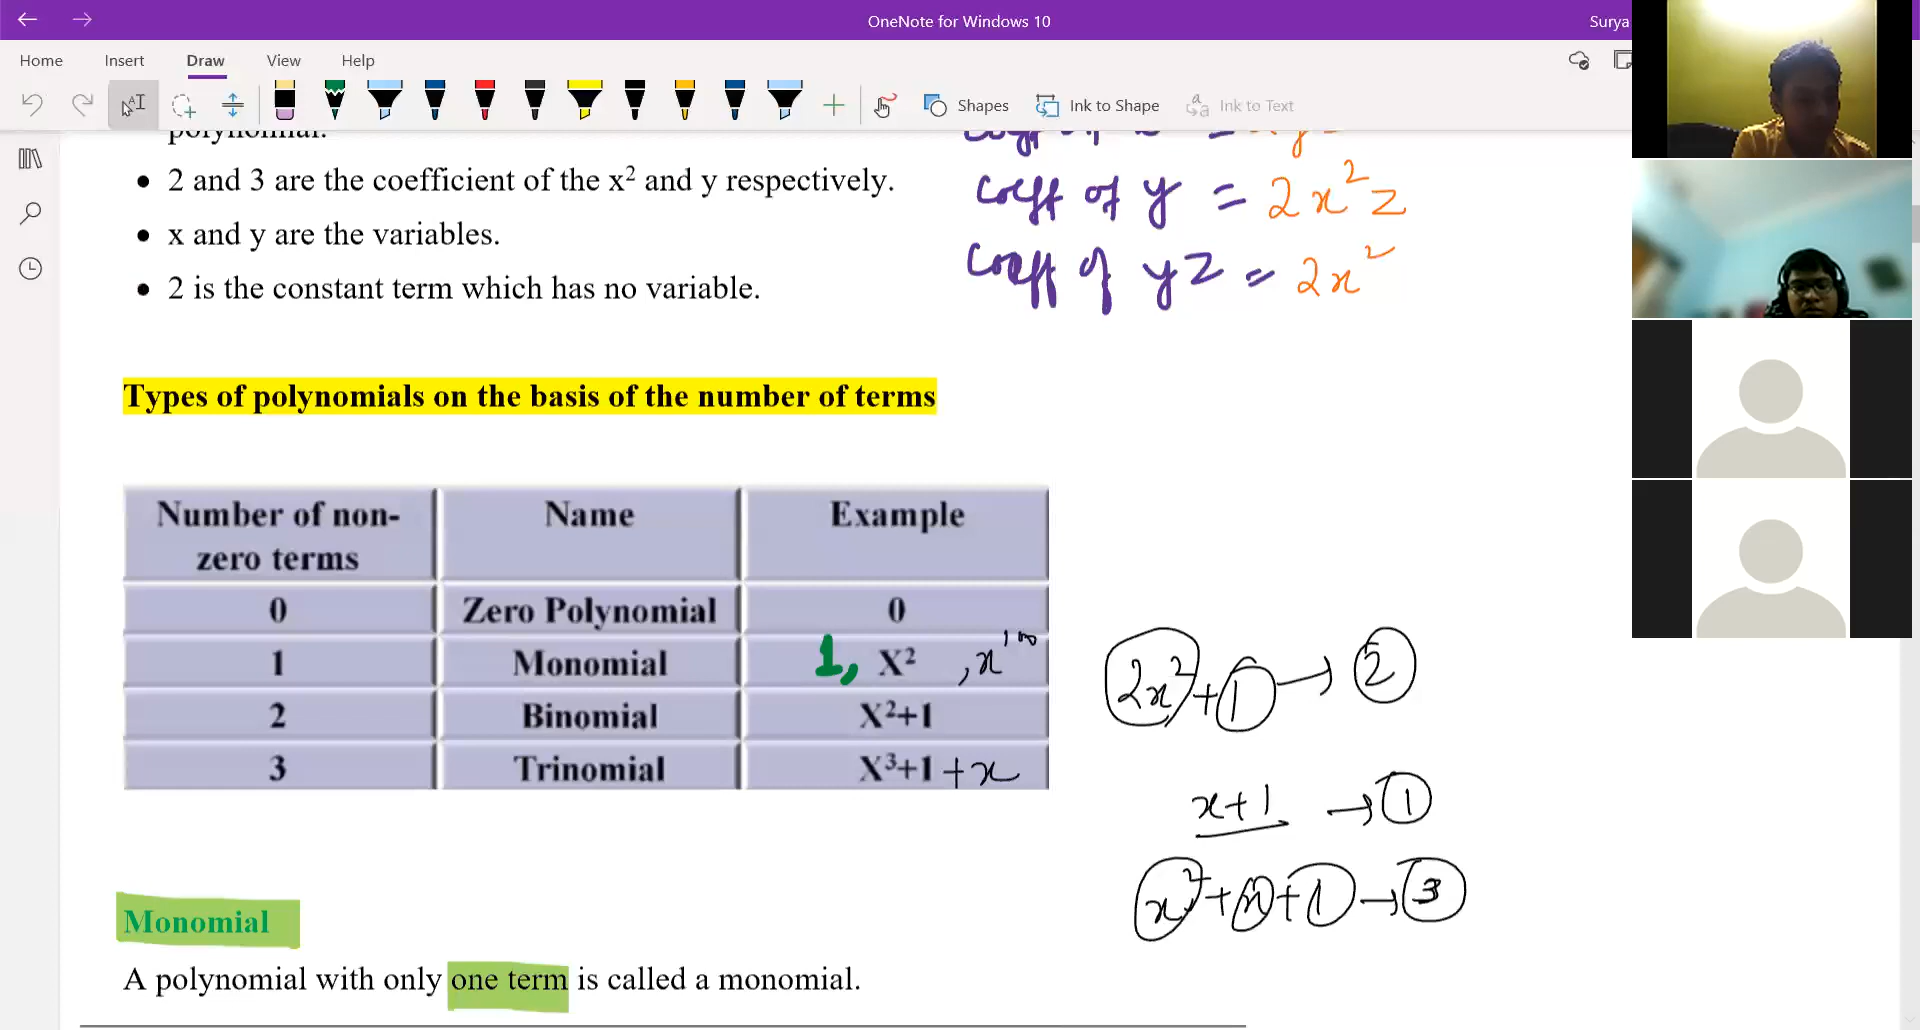 OneNote for Windows 10
Surya
Home Insert Draw View Help
Shapes Ink to Shape Ink to Text
polynomial.
• 2 and 3 are the coefficient of the x² and y respectively.
• x and y are the variables.
• 2 is the constant term which has no variable.
coeff of y = 2x²z
coeff of yz = 2x²
Types of polynomials on the basis of the number of terms
Number of non-zero terms Name Example
0 Zero Polynomial 0
1 Monomial 1, X² , x¹⁰⁰
2 Binomial X²+1
3 Trinomial X³+1 +x
2x²+1 → 2
x+1 → 1
x²+x+1 → 3
Monomial
A polynomial with only one term is called a monomial.